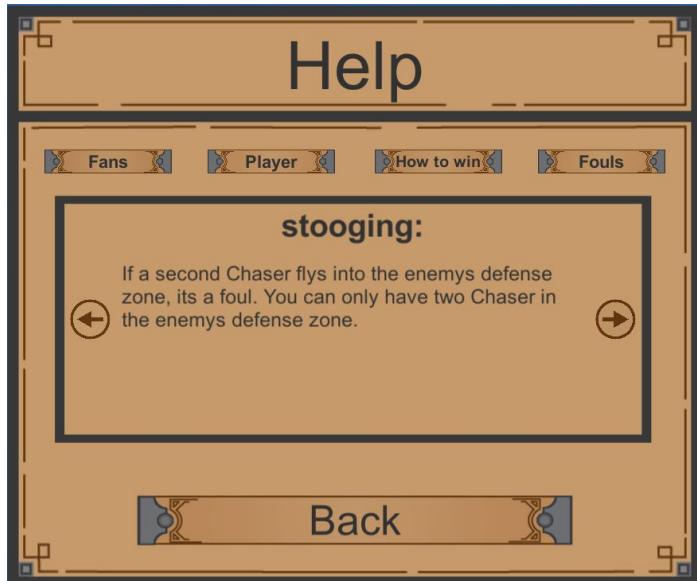 Help
Fans
Player
How to win
Fouls
stooging:
If a second Chaser flys into the enemys defense
zone, its a foul. You can only have two Chaser in
the enemys defense zone.
Back